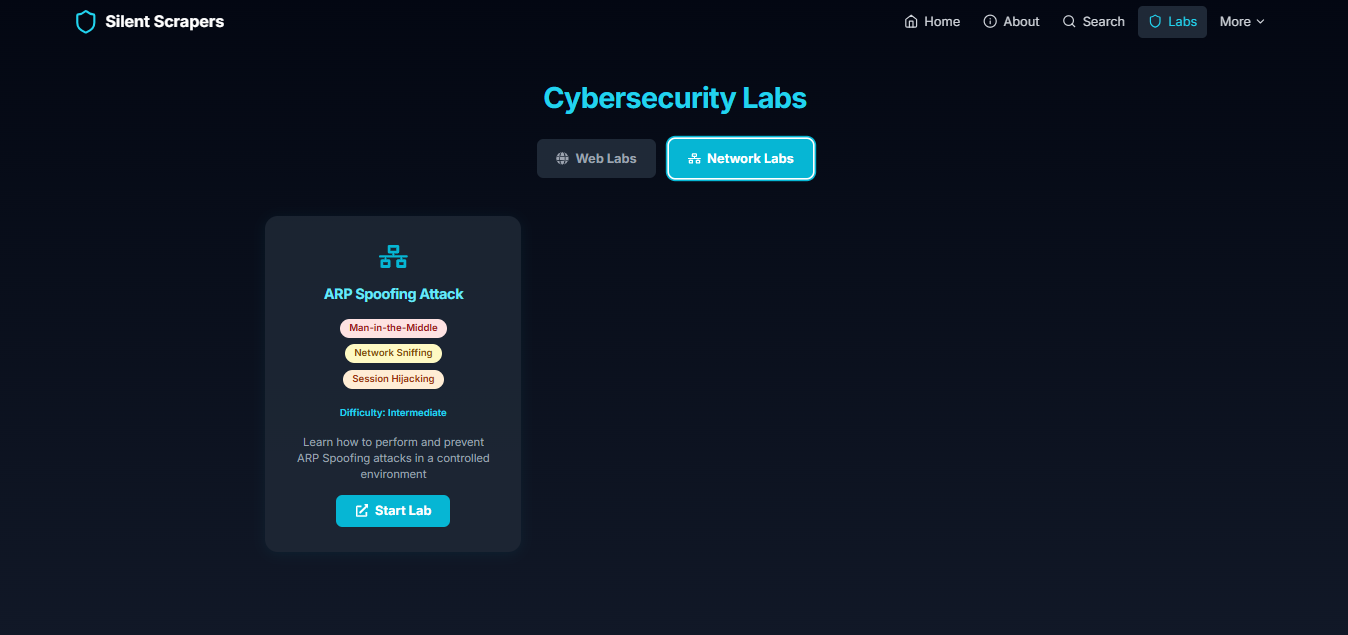 Silent Scrapers
Home
About
Search
Labs
More
Cybersecurity Labs
Web Labs
Network Labs
ARP Spoofing Attack
Man-in-the-Middle
Network Sniffing
Session Hijacking
Difficulty: Intermediate
Learn how to perform and prevent
ARP Spoofing attacks in a controlled
environment
Start Lab